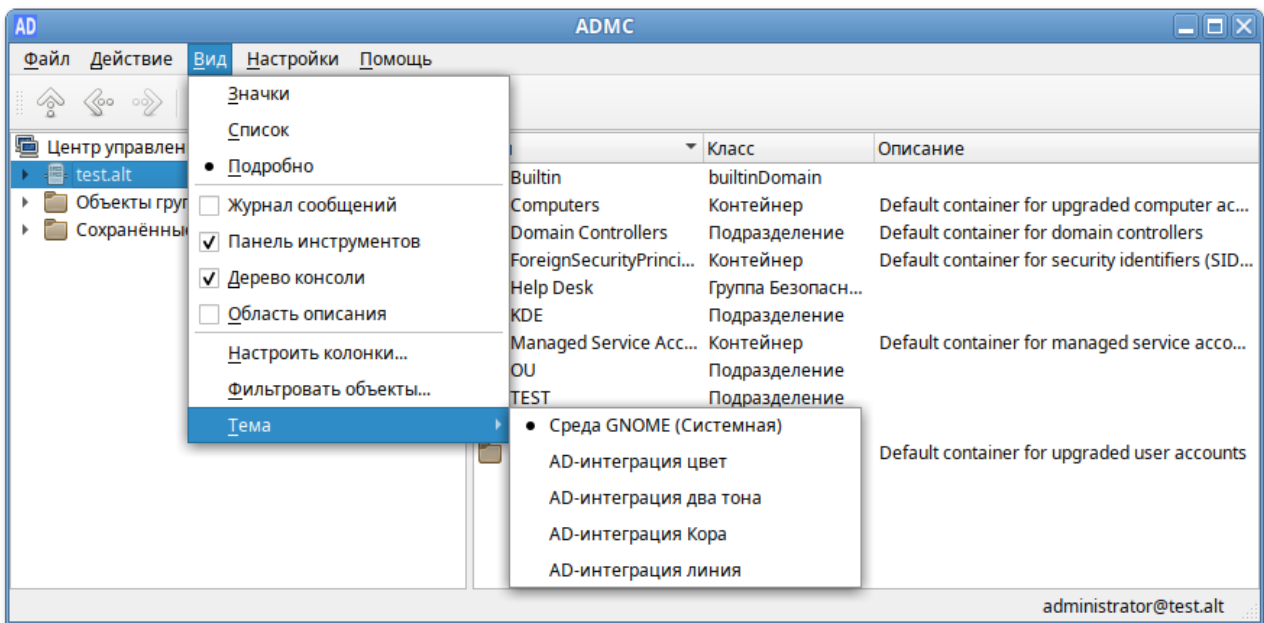 AD ADMC
Файл Действие Вид Настройки Помощь
Значки
Список
Подробно
Журнал сообщений
Панель инструментов
Дерево консоли
Область описания
Настроить колонки...
Фильтровать объекты...
Тема
Среда GNOME (Системная)
AD-интеграция цвет
AD-интеграция два тона
AD-интеграция Кора
AD-интеграция линия
Центр управлен
test.alt
Объекты груп
Сохранённые
Класс Описание
Builtin builtinDomain
Computers Контейнер Default container for upgraded computer ac...
Domain Controllers Подразделение Default container for domain controllers
ForeignSecurityPrinci... Контейнер Default container for security identifiers (SID...
Help Desk Группа Безопасн...
KDE Подразделение
Managed Service Acc... Контейнер Default container for managed service acco...
OU Подразделение
TEST Подразделение
Default container for upgraded user accounts
administrator@test.alt